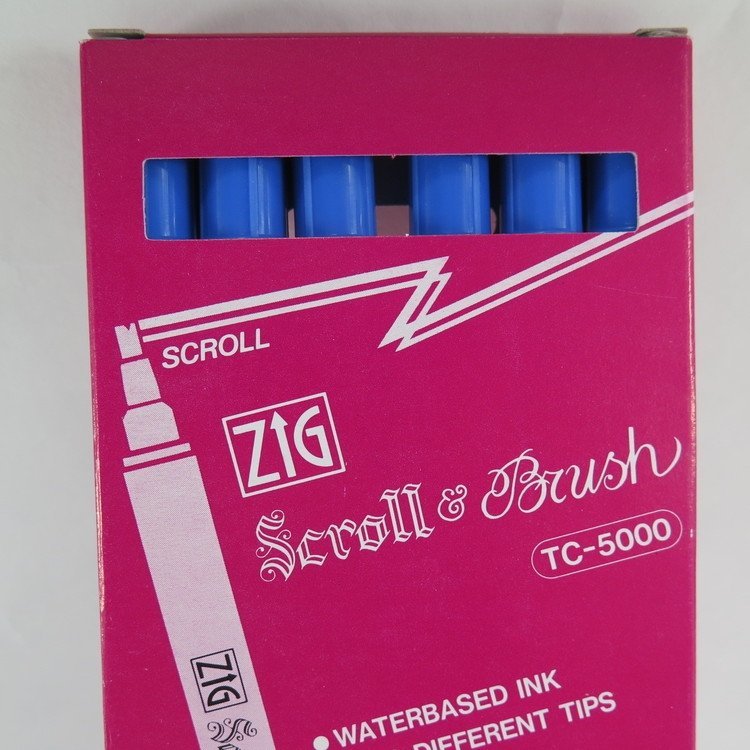 SCROLL
ZIG
Scroll & Brush
TC-5000
ZIG
WATERBASED INK
DIFFERENT TIPS